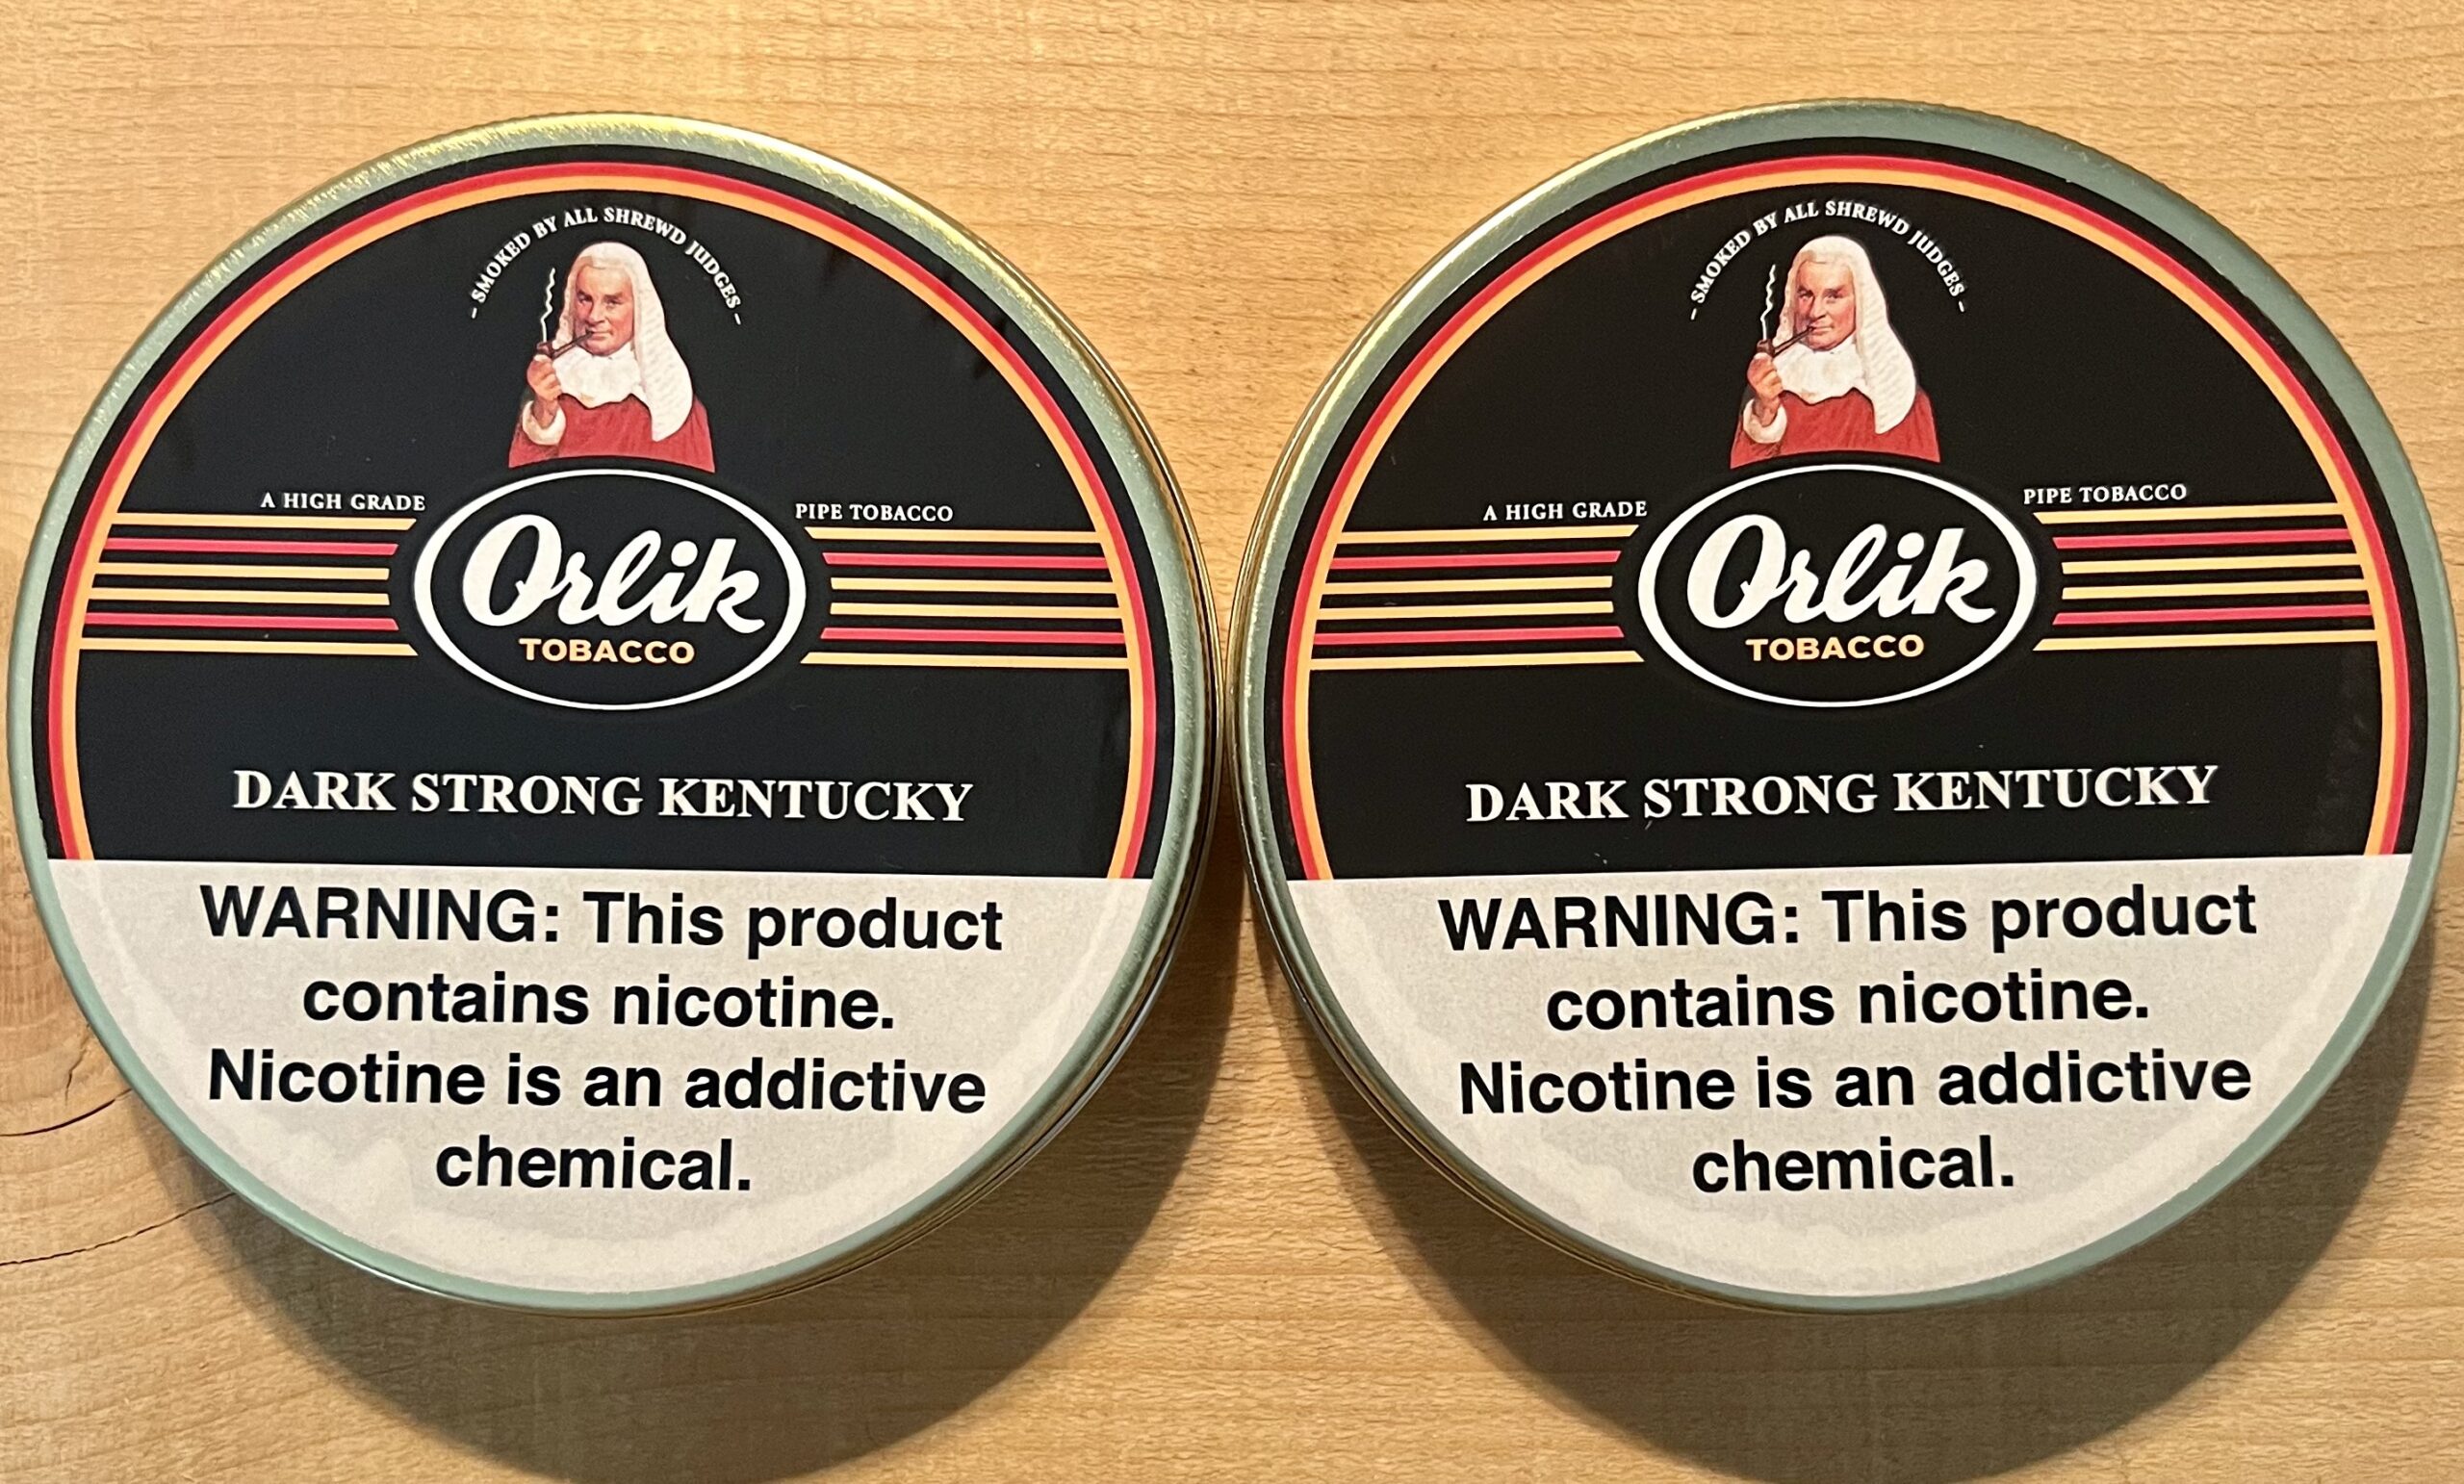 - SMOKED BY ALL SHREWD JUDGES -
A HIGH GRADE
PIPE TOBACCO
Orlik
TOBACCO
DARK STRONG KENTUCKY
WARNING: This product
contains nicotine.
Nicotine is an addictive
chemical.
- SMOKED BY ALL SHREWD JUDGES -
A HIGH GRADE
PIPE TOBACCO
Orlik
TOBACCO
DARK STRONG KENTUCKY
WARNING: This product
contains nicotine.
Nicotine is an addictive
chemical.